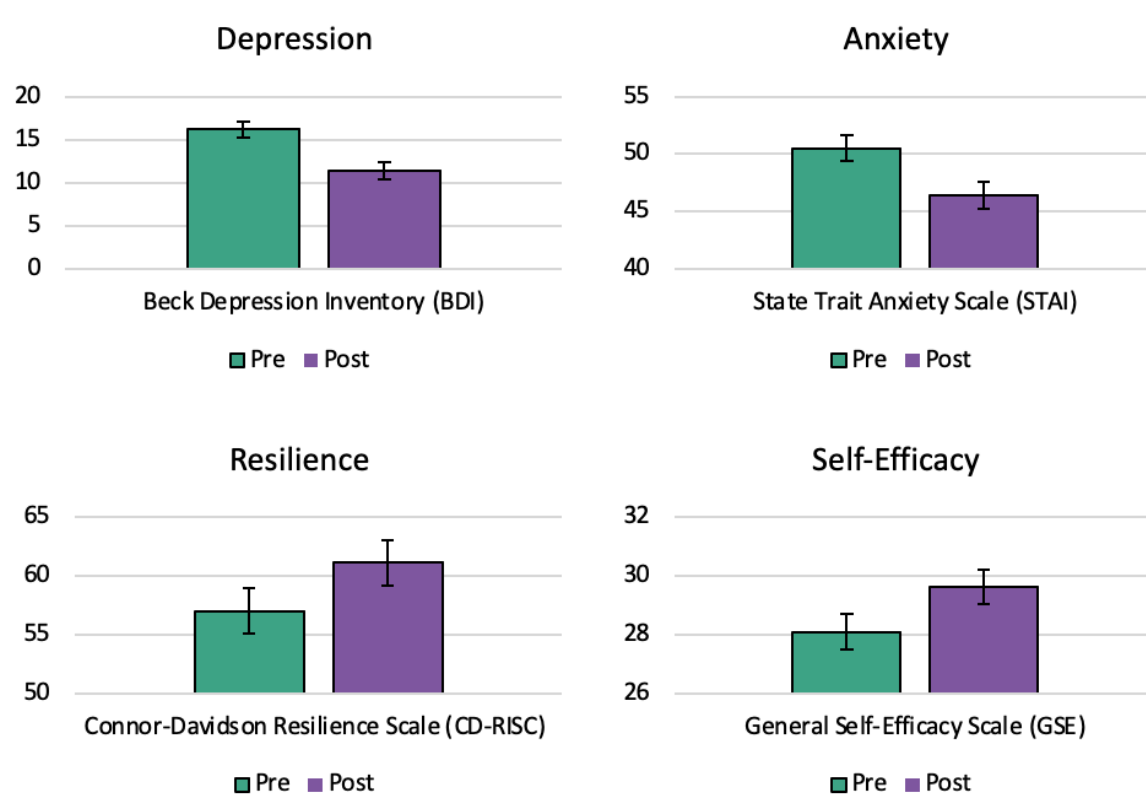 Depression
20
15
10
5
0
Beck Depression Inventory (BDI)
Pre Post
Anxiety
55
50
45
40
State Trait Anxiety Scale (STAI)
Pre Post
Resilience
65
60
55
50
Connor-Davidson Resilience Scale (CD-RISC)
Pre Post
Self-Efficacy
32
30
28
26
General Self-Efficacy Scale (GSE)
Pre Post